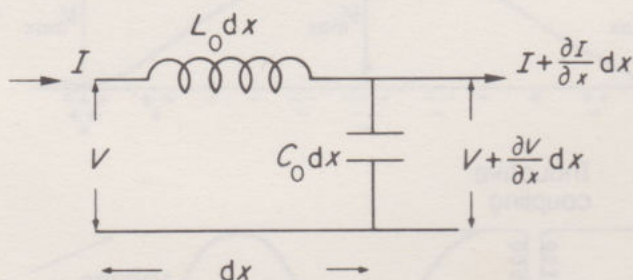 L₀dx
I
I + ∂I/∂x dx
V
C₀dx
V + ∂V/∂x dx
dx